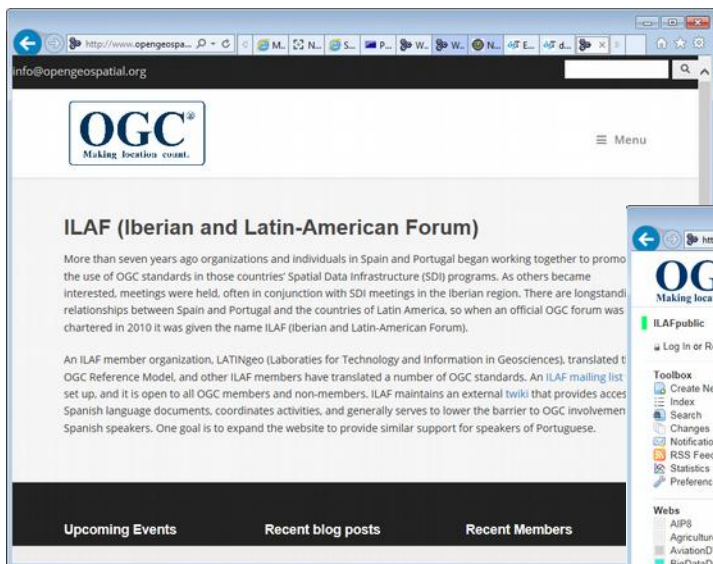 http://www.opengeospa...
M... N... S... P... W... W... N... E... d...
info@opengeospatial.org
OGC®
Making location count.
Menu
ILAF (Iberian and Latin-American Forum)
More than seven years ago organizations and individuals in Spain and Portugal began working together to promo
the use of OGC standards in those countries' Spatial Data Infrastructure (SDI) programs. As others became
interested, meetings were held, often in conjunction with SDI meetings in the Iberian region. There are longstandi
relationships between Spain and Portugal and the countries of Latin America, so when an official OGC forum was
chartered in 2010 it was given the name ILAF (Iberian and Latin-American Forum).
An ILAF member organization, LATINgeo (Laboraties for Technology and Information in Geosciences), translated t
OGC Reference Model, and other ILAF members have translated a number of OGC standards. An ILAF mailing list
set up, and it is open to all OGC members and non-members. ILAF maintains an external twiki that provides acces
Spanish language documents, coordinates activities, and generally serves to lower the barrier to OGC involvemen
Spanish speakers. One goal is to expand the website to provide similar support for speakers of Portuguese.
Upcoming Events
Recent blog posts
Recent Members
htt
OG
Making loca
ILAFpublic
Log In or R
Toolbox
Create Ne
Index
Search
Changes
Notificatio
RSS Feed
Statistics
Preferenc
Webs
AIP8
Agricultur
AviationD
BigDataD